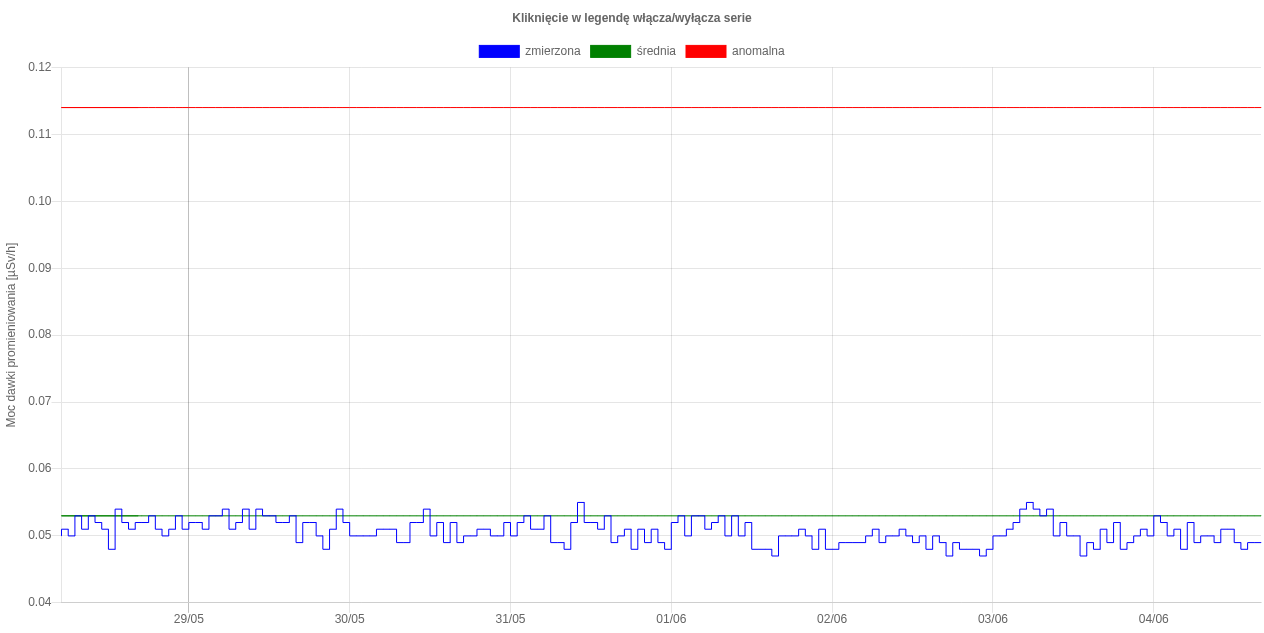 Kliknięcie w legendę włącza/wyłącza serie
zmierzona średnia anomalna
Moc dawki promieniowania [µSv/h]
0.12
0.11
0.10
0.09
0.08
0.07
0.06
0.05
0.04
29/05 30/05 31/05 01/06 02/06 03/06 04/06